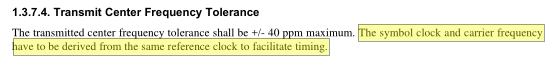 1.3.7.4. Transmit Center Frequency Tolerance
The transmitted center frequency tolerance shall be +/- 40 ppm maximum. The symbol clock and carrier frequency
have to be derived from the same reference clock to facilitate timing.